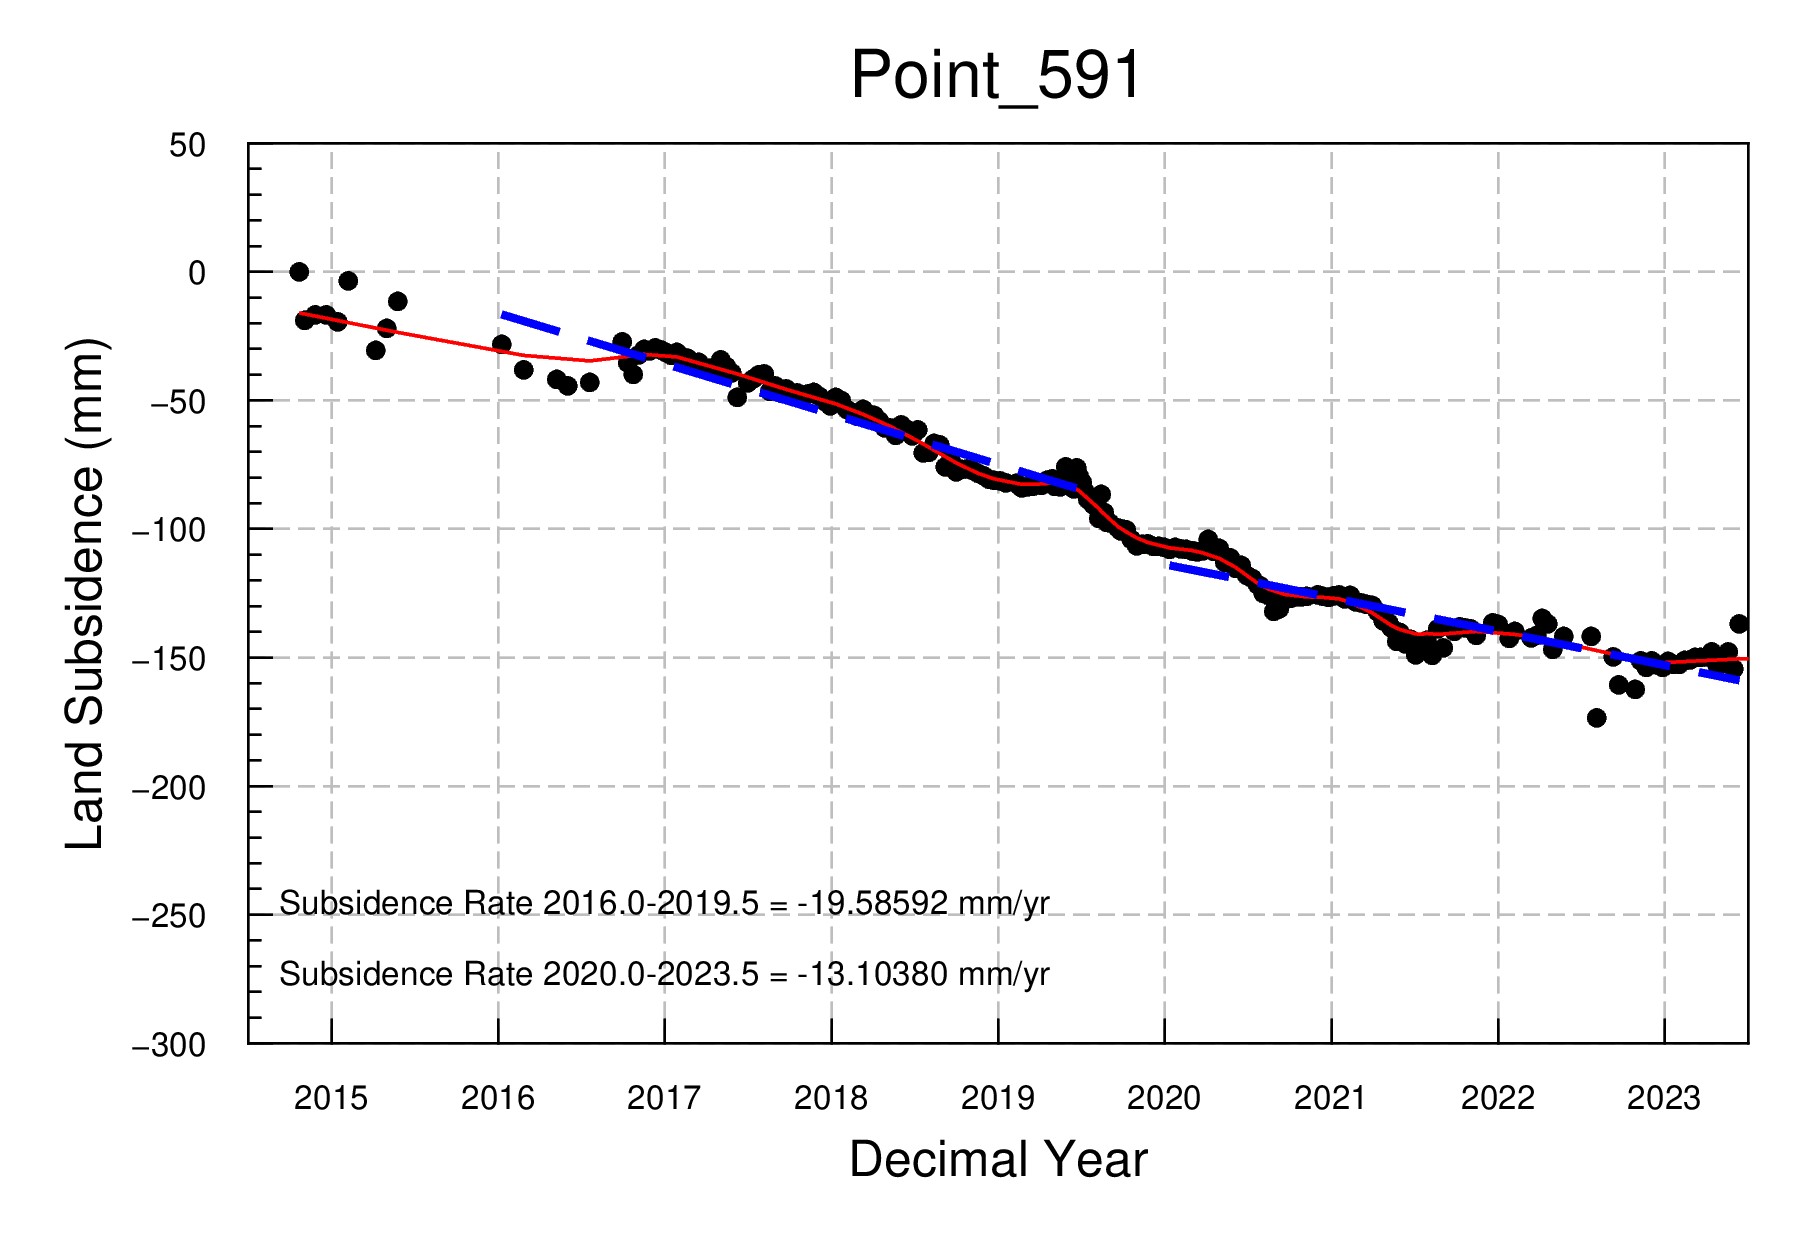 Point_591
50
0
−50
−100
−150
−200
−250
−300
Land Subsidence (mm)
Subsidence Rate 2016.0-2019.5 = -19.58592 mm/yr
Subsidence Rate 2020.0-2023.5 = -13.10380 mm/yr
2015 2016 2017 2018 2019 2020 2021 2022 2023
Decimal Year